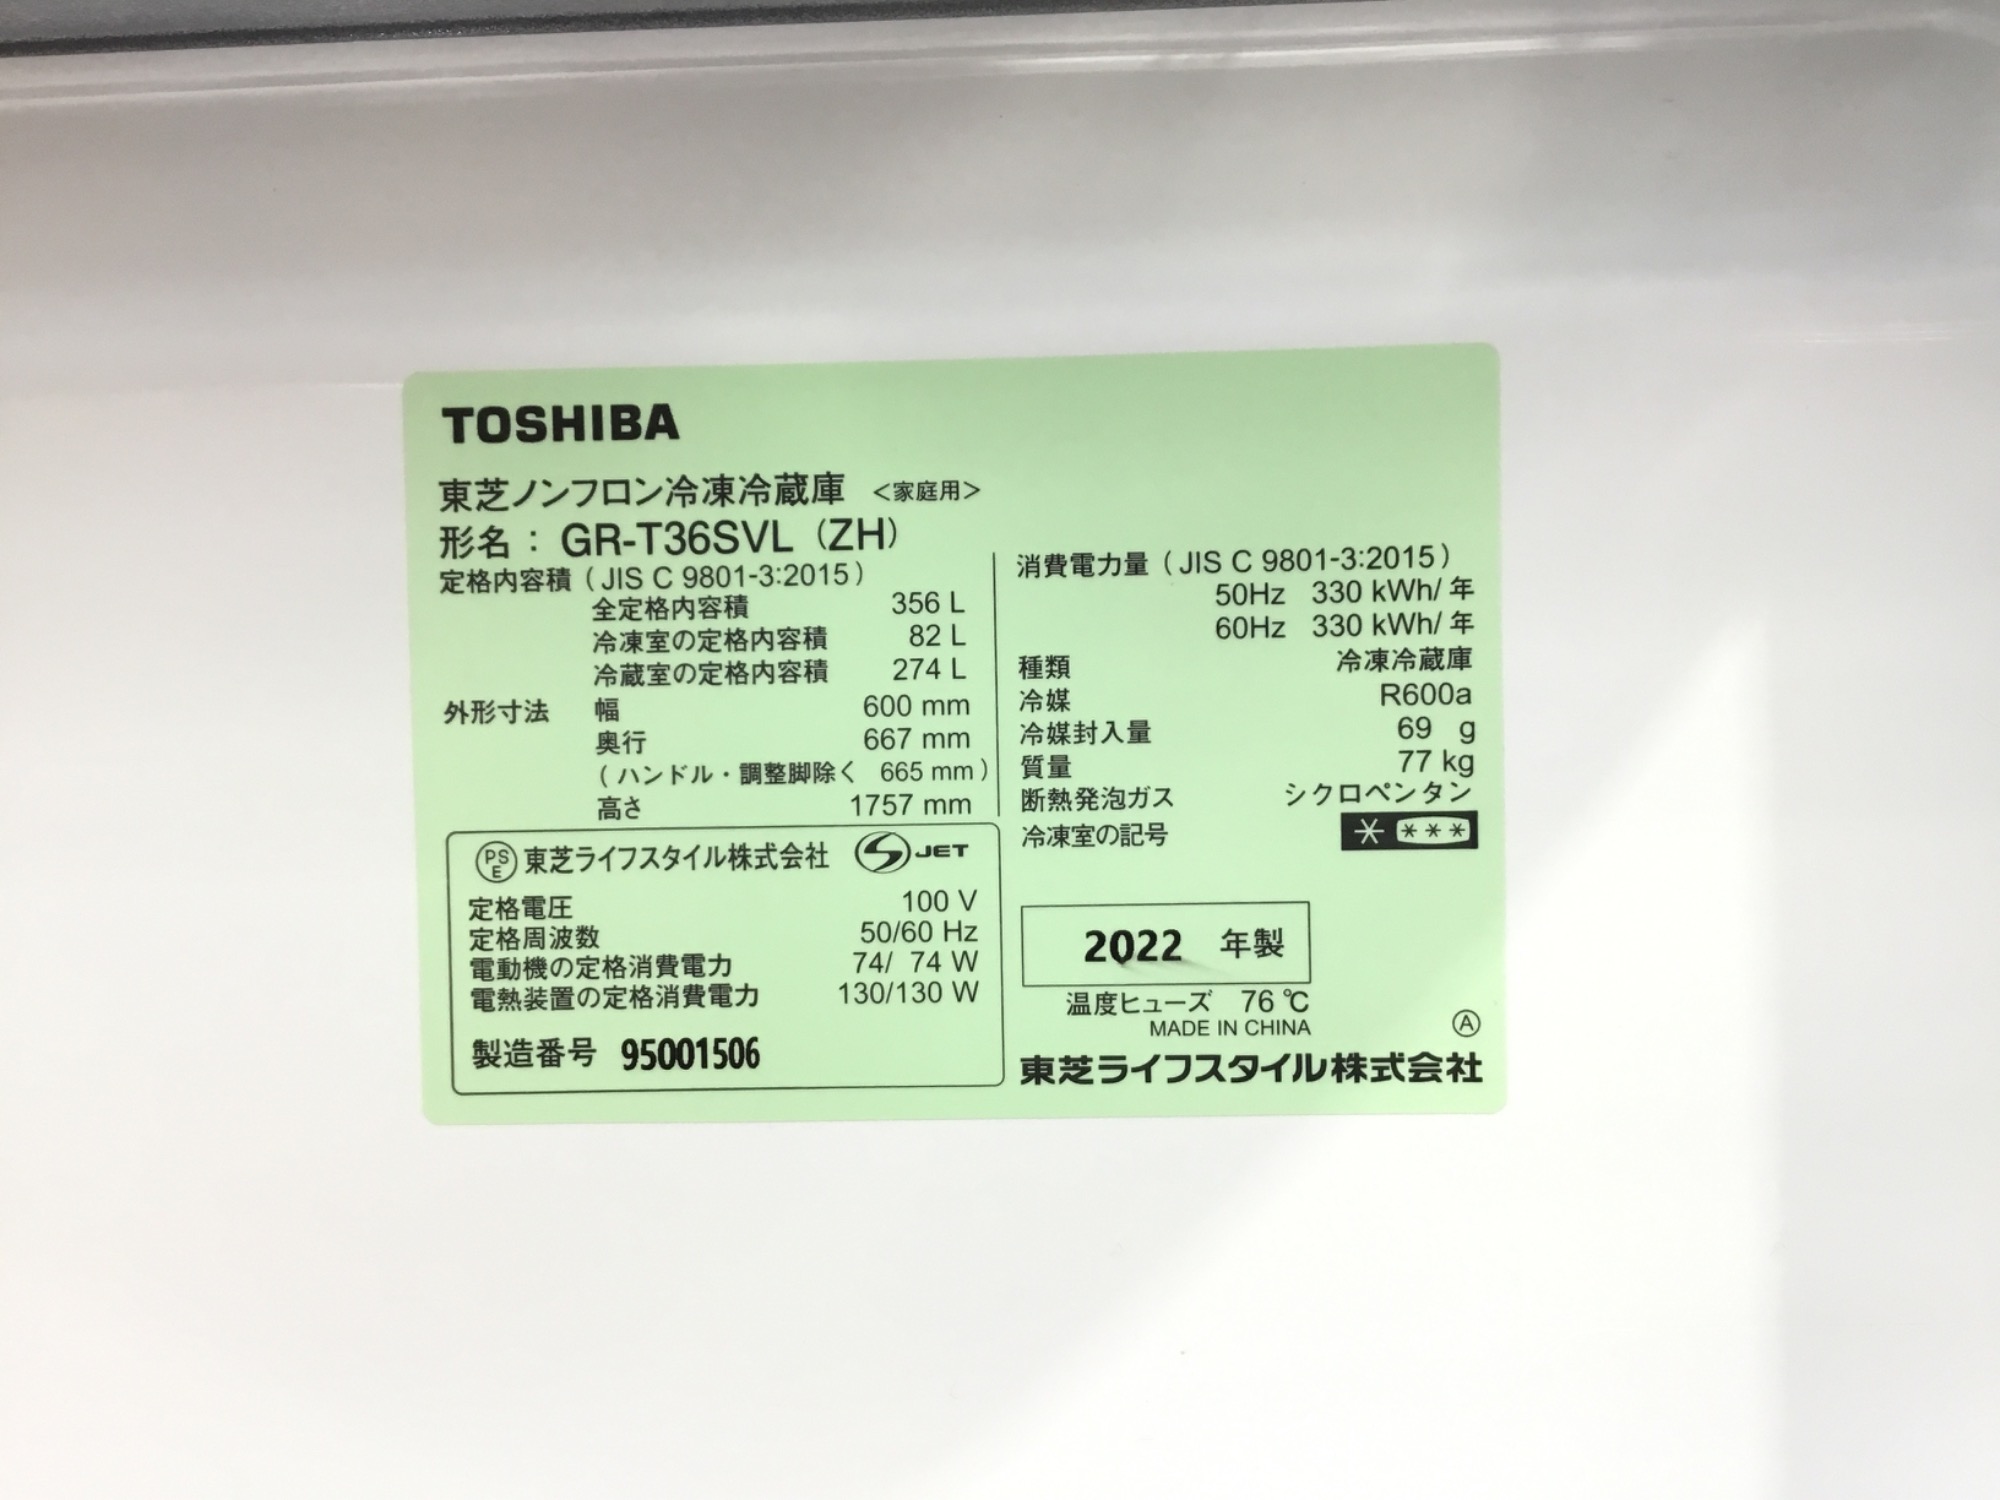 TOSHIBA
東芝ノンフロン冷凍冷蔵庫 <家庭用>
形名: GR-T36SVL (ZH)
定格内容積 (JIS C 9801-3:2015)
全定格内容積 356 L
冷凍室の定格内容積 82 L
冷蔵室の定格内容積 274 L
外形寸法 幅 600 mm
奥行 667 mm
(ハンドル・調整脚除く 665 mm)
高さ 1757 mm
PSE 東芝ライフスタイル株式会社 S JET
定格電圧 100 V
定格周波数 50/60 Hz
電動機の定格消費電力 74/ 74 W
電熱装置の定格消費電力 130/130 W
製造番号 95001506
消費電力量 (JIS C 9801-3:2015)
50Hz 330 kWh/年
60Hz 330 kWh/年
種類 冷凍冷蔵庫
冷媒 R600a
冷媒封入量 69 g
質量 77 kg
断熱発泡ガス シクロペンタン
冷凍室の記号 * ***
2022 年製
温度ヒューズ 76 ℃
MADE IN CHINA
Ⓐ
東芝ライフスタイル株式会社